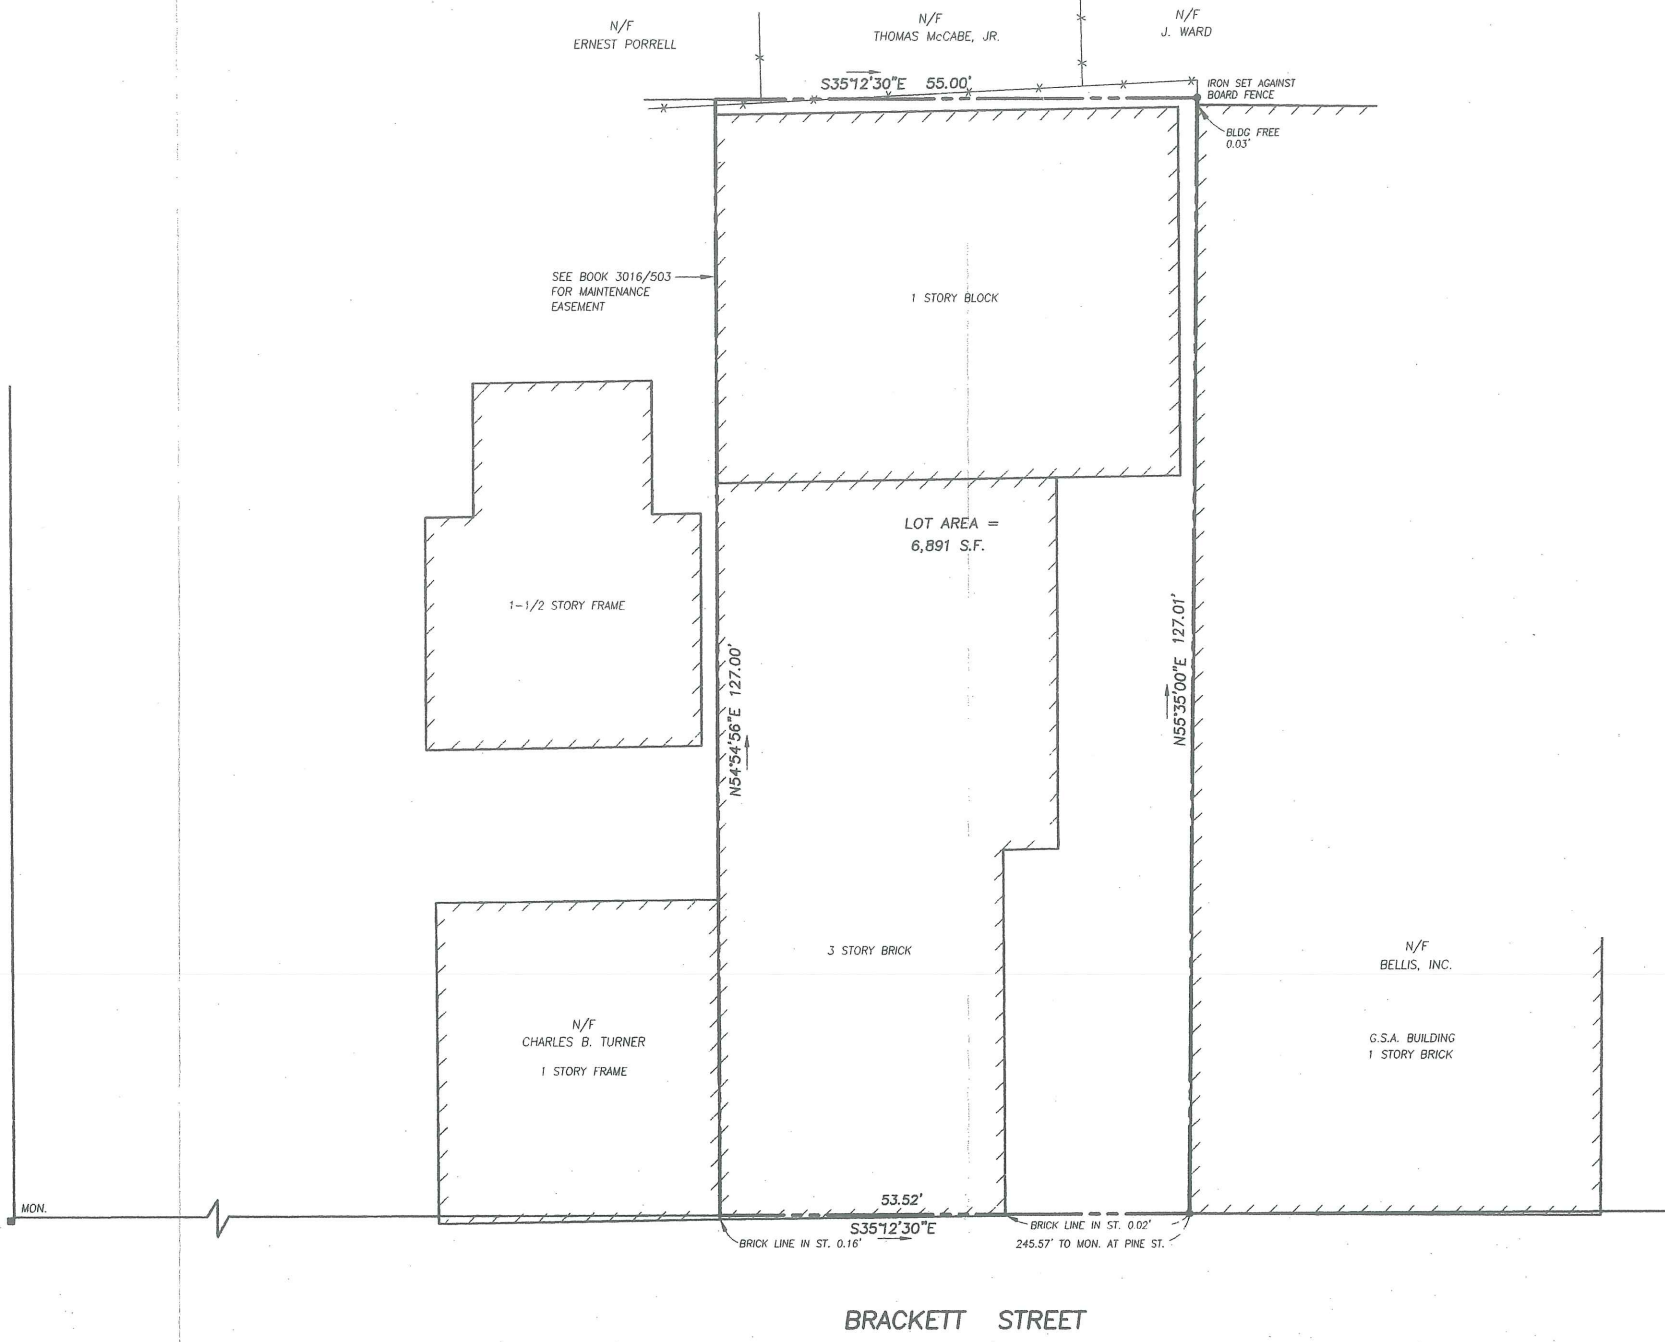 N/F
ERNEST PORRELL
N/F
THOMAS McCABE, JR.
N/F
J. WARD
S35°12'30"E 55.00'
IRON SET AGAINST
BOARD FENCE
BLDG FREE
0.03'
SEE BOOK 3016/503
FOR MAINTENANCE
EASEMENT
1 STORY BLOCK
LOT AREA =
6,891 S.F.
1-1/2 STORY FRAME
N54°54'56"E 127.00'
N55°35'00"E 127.01'
3 STORY BRICK
N/F
BELLIS, INC.
G.S.A. BUILDING
1 STORY BRICK
N/F
CHARLES B. TURNER
1 STORY FRAME
MON.
53.52'
S35°12'30"E
BRICK LINE IN ST. 0.16'
BRICK LINE IN ST. 0.02'
245.57' TO MON. AT PINE ST.
BRACKETT STREET